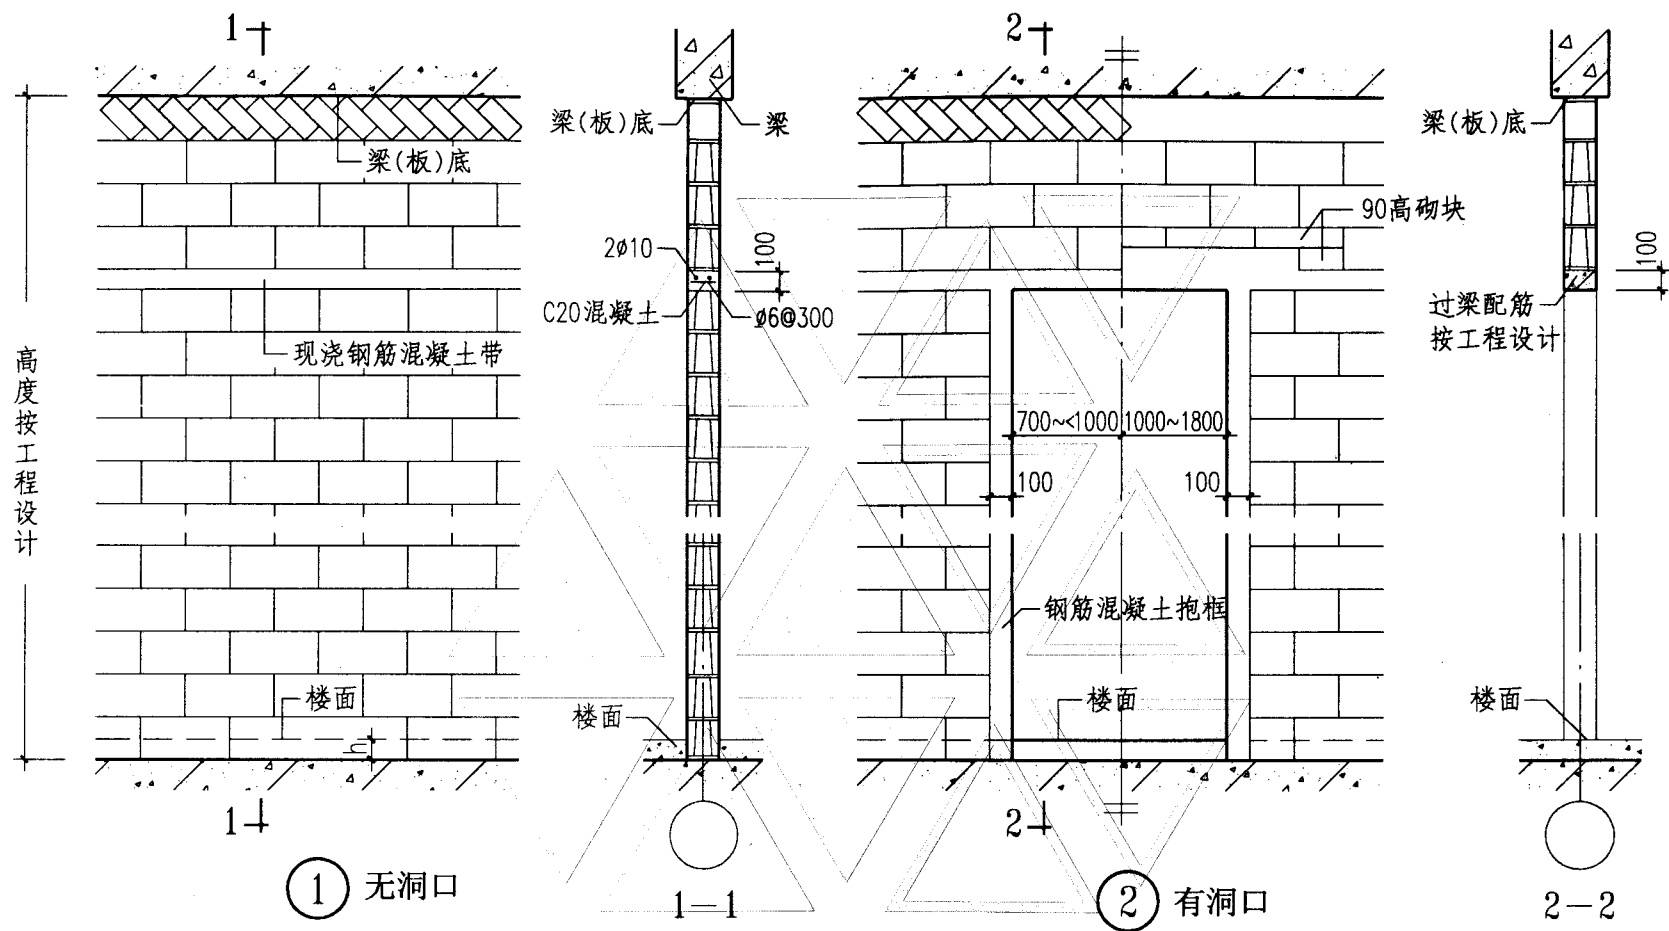 1
2
梁(板)底
梁
梁(板)底
梁(板)底
90高砌块
2ø10
100
100
C20混凝土
ø6@300
过梁配筋
按工程设计
现浇钢筋混凝土带
高度按工程设计
700~<1000
1000~1800
100
100
钢筋混凝土抱框
楼面
楼面
楼面
楼面
h
1
2
1 无洞口
1-1
2 有洞口
2-2